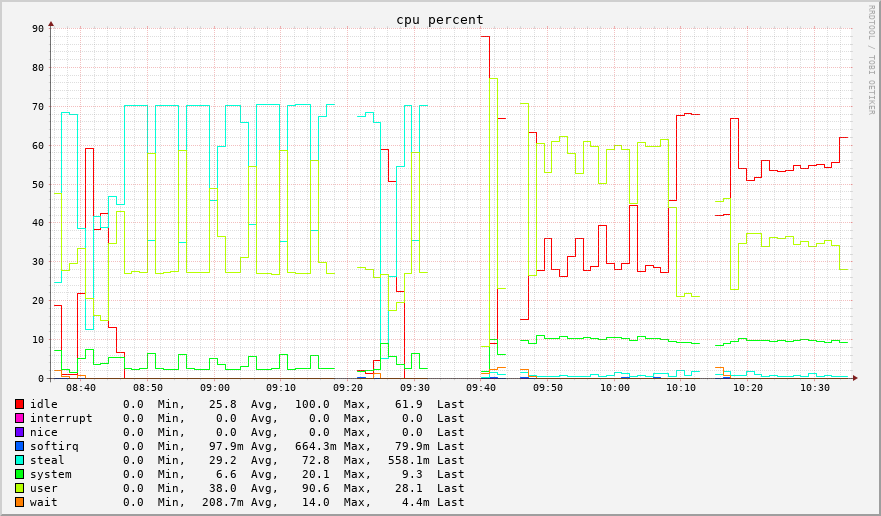 cpu percent
RRDTOOL / TOBI OETIKER
90
80
70
60
50
40
30
20
10
0
08:40 08:50 09:00 09:10 09:20 09:30 09:40 09:50 10:00 10:10 10:20 10:30
idle 0.0 Min, 25.8 Avg, 100.0 Max, 61.9 Last
interrupt 0.0 Min, 0.0 Avg, 0.0 Max, 0.0 Last
nice 0.0 Min, 0.0 Avg, 0.0 Max, 0.0 Last
softirq 0.0 Min, 97.9m Avg, 664.3m Max, 79.9m Last
steal 0.0 Min, 29.2 Avg, 72.8 Max, 558.1m Last
system 0.0 Min, 6.6 Avg, 20.1 Max, 9.3 Last
user 0.0 Min, 38.0 Avg, 90.6 Max, 28.1 Last
wait 0.0 Min, 208.7m Avg, 14.0 Max, 4.4m Last